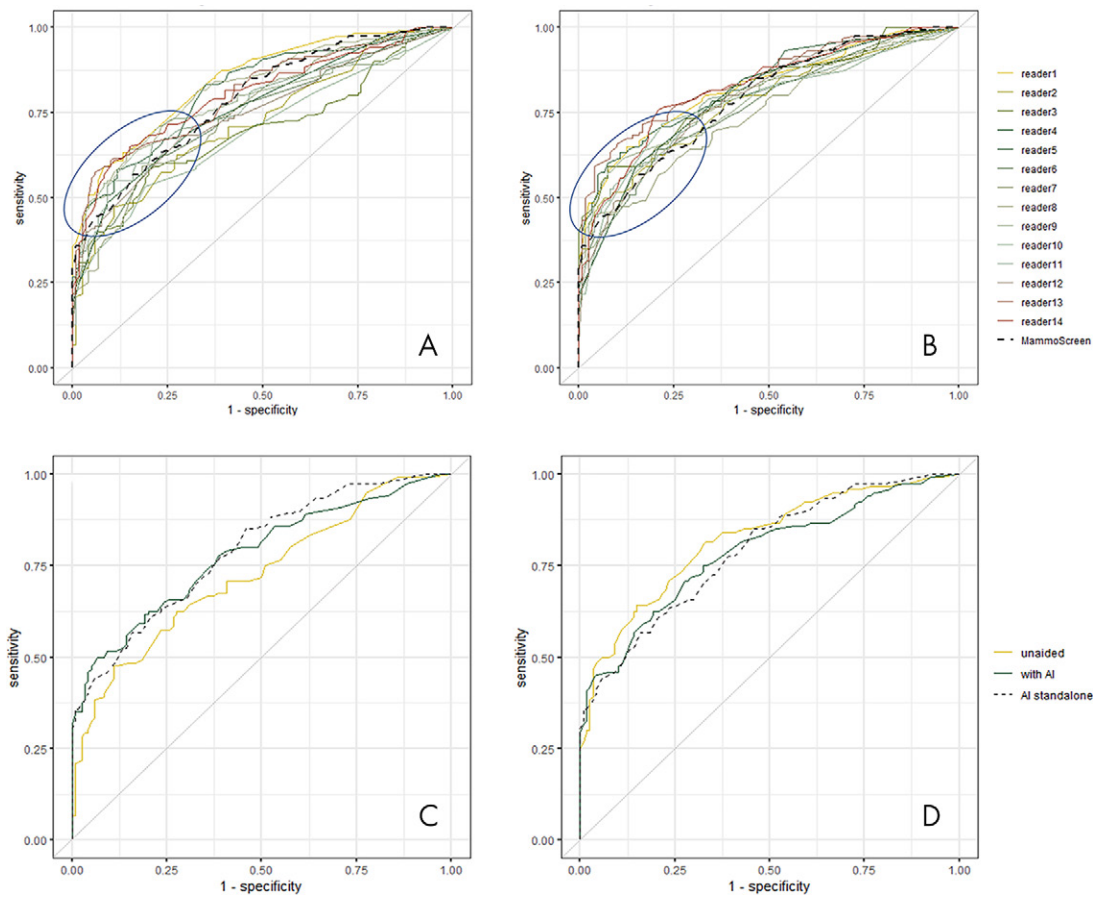 1.00
0.75
0.50
0.25
0.00
sensitivity
A
0.00 0.25 0.50 0.75 1.00
1 - specificity
1.00
0.75
0.50
0.25
0.00
sensitivity
B
0.00 0.25 0.50 0.75 1.00
1 - specificity
reader1
reader2
reader3
reader4
reader5
reader6
reader7
reader8
reader9
reader10
reader11
reader12
reader13
reader14
MammoScreen
1.00
0.75
0.50
0.25
0.00
sensitivity
C
0.00 0.25 0.50 0.75 1.00
1 - specificity
1.00
0.75
0.50
0.25
0.00
sensitivity
D
0.00 0.25 0.50 0.75 1.00
1 - specificity
unaided
with AI
AI standalone